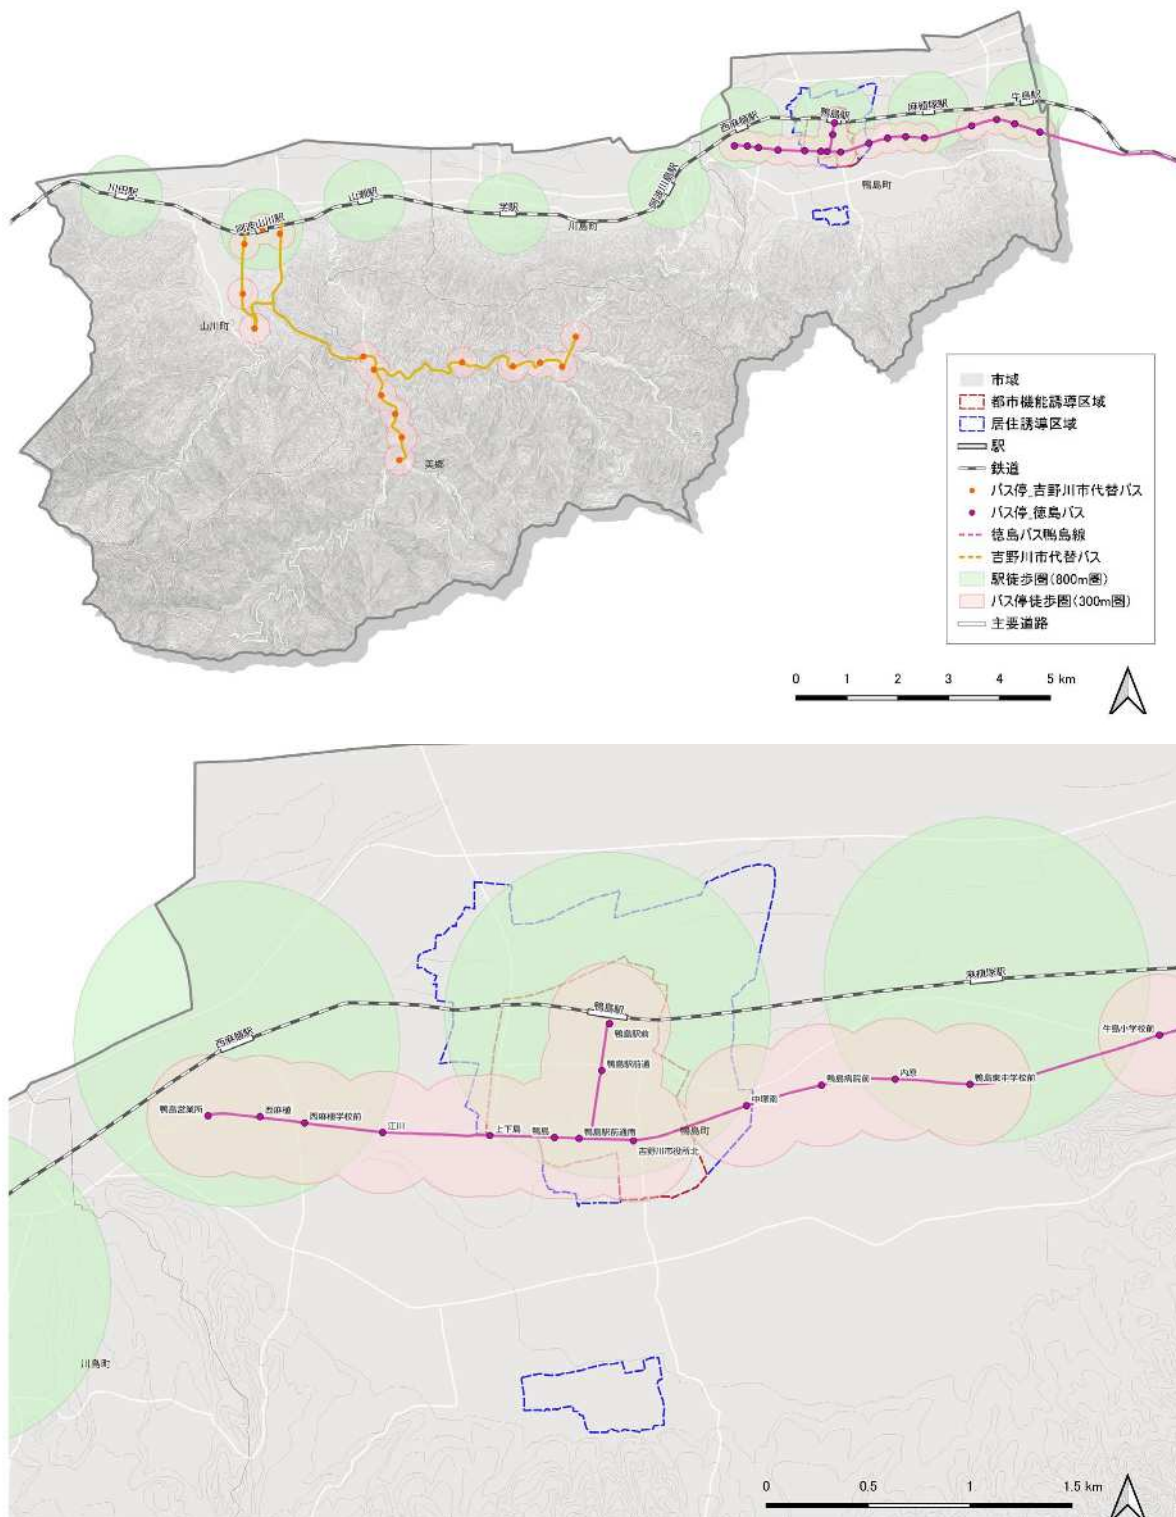 牛島駅
麻植塚駅
鴨島駅
西麻植駅
鴨島町
阿波川島駅
川田駅
山瀬駅
阿波山川駅
学駅
川島町
山川町
美郷
市域
都市機能誘導区域
居住誘導区域
駅
鉄道
バス停_吉野川市代替バス
バス停_徳島バス
徳島バス鴨島線
吉野川市代替バス
駅徒歩圏(800m圏)
バス停徒歩圏(300m圏)
主要道路
0 1 2 3 4 5 km
麻植塚駅
鴨島駅
西麻植駅
鴨島駅前
牛島小学校前
鴨島駅前通
内原
鴨島東中学校前
鴨島病院前
中塚南
鴨島営業所
西麻植
西麻植学校前
江川
上下島
鴨島
鴨島駅前通南
鴨島町
吉野川市役所北
川島町
0 0.5 1 1.5 km